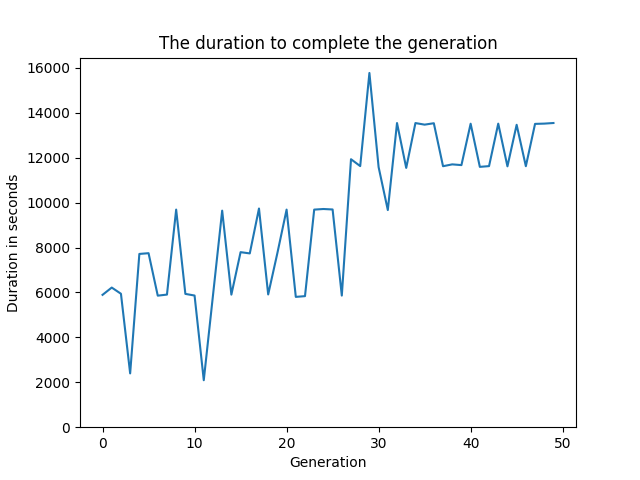 The duration to complete the generation
16000
14000
12000
10000
8000
6000
4000
2000
0
Duration in seconds
0 10 20 30 40 50
Generation